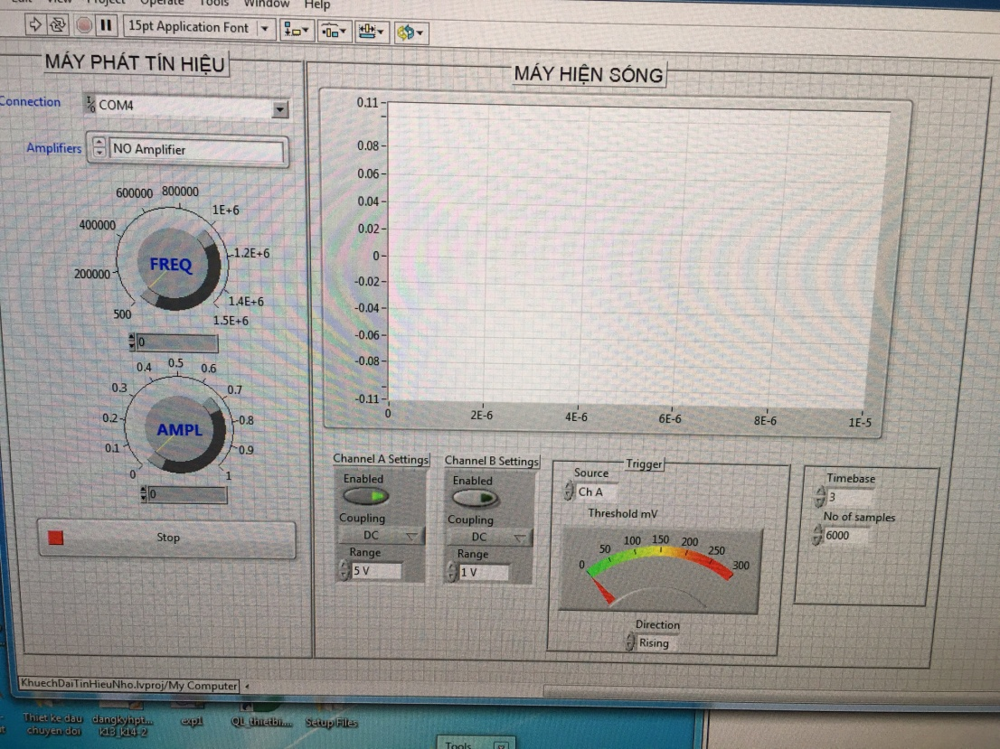 Edit View Project Operate Tools Window Help
15pt Application Font
MÁY PHÁT TÍN HIỆU
Connection
COM4
Amplifiers
NO Amplifier
600000 800000
400000 1E+6
FREQ
1.2E+6
200000
1.4E+6
500
1.5E+6
0
0.4 0.5 0.6
0.3 0.7
AMPL
0.2 0.8
0.1 0.9
0 1
0
Stop
MÁY HIỆN SÓNG
0.11
0.08
0.06
0.04
0.02
0
-0.02
-0.04
-0.06
-0.08
-0.11
0 2E-6 4E-6 6E-6 8E-6 1E-5
Channel A Settings
Enabled
Coupling
DC
Range
5 V
Channel B Settings
Enabled
Coupling
DC
Range
1 V
Trigger
Source
Ch A
Threshold mV
0 50 100 150 200 250 300
Direction
Rising
Timebase
3
No of samples
6000
KhuechDaiTinHieuNho.lvproj/My Computer
Thiet ke dau
chuyen doi
dangkyhpt...
k13_k14-2
exp1
QL_thietbi....
Setup Files
Tools